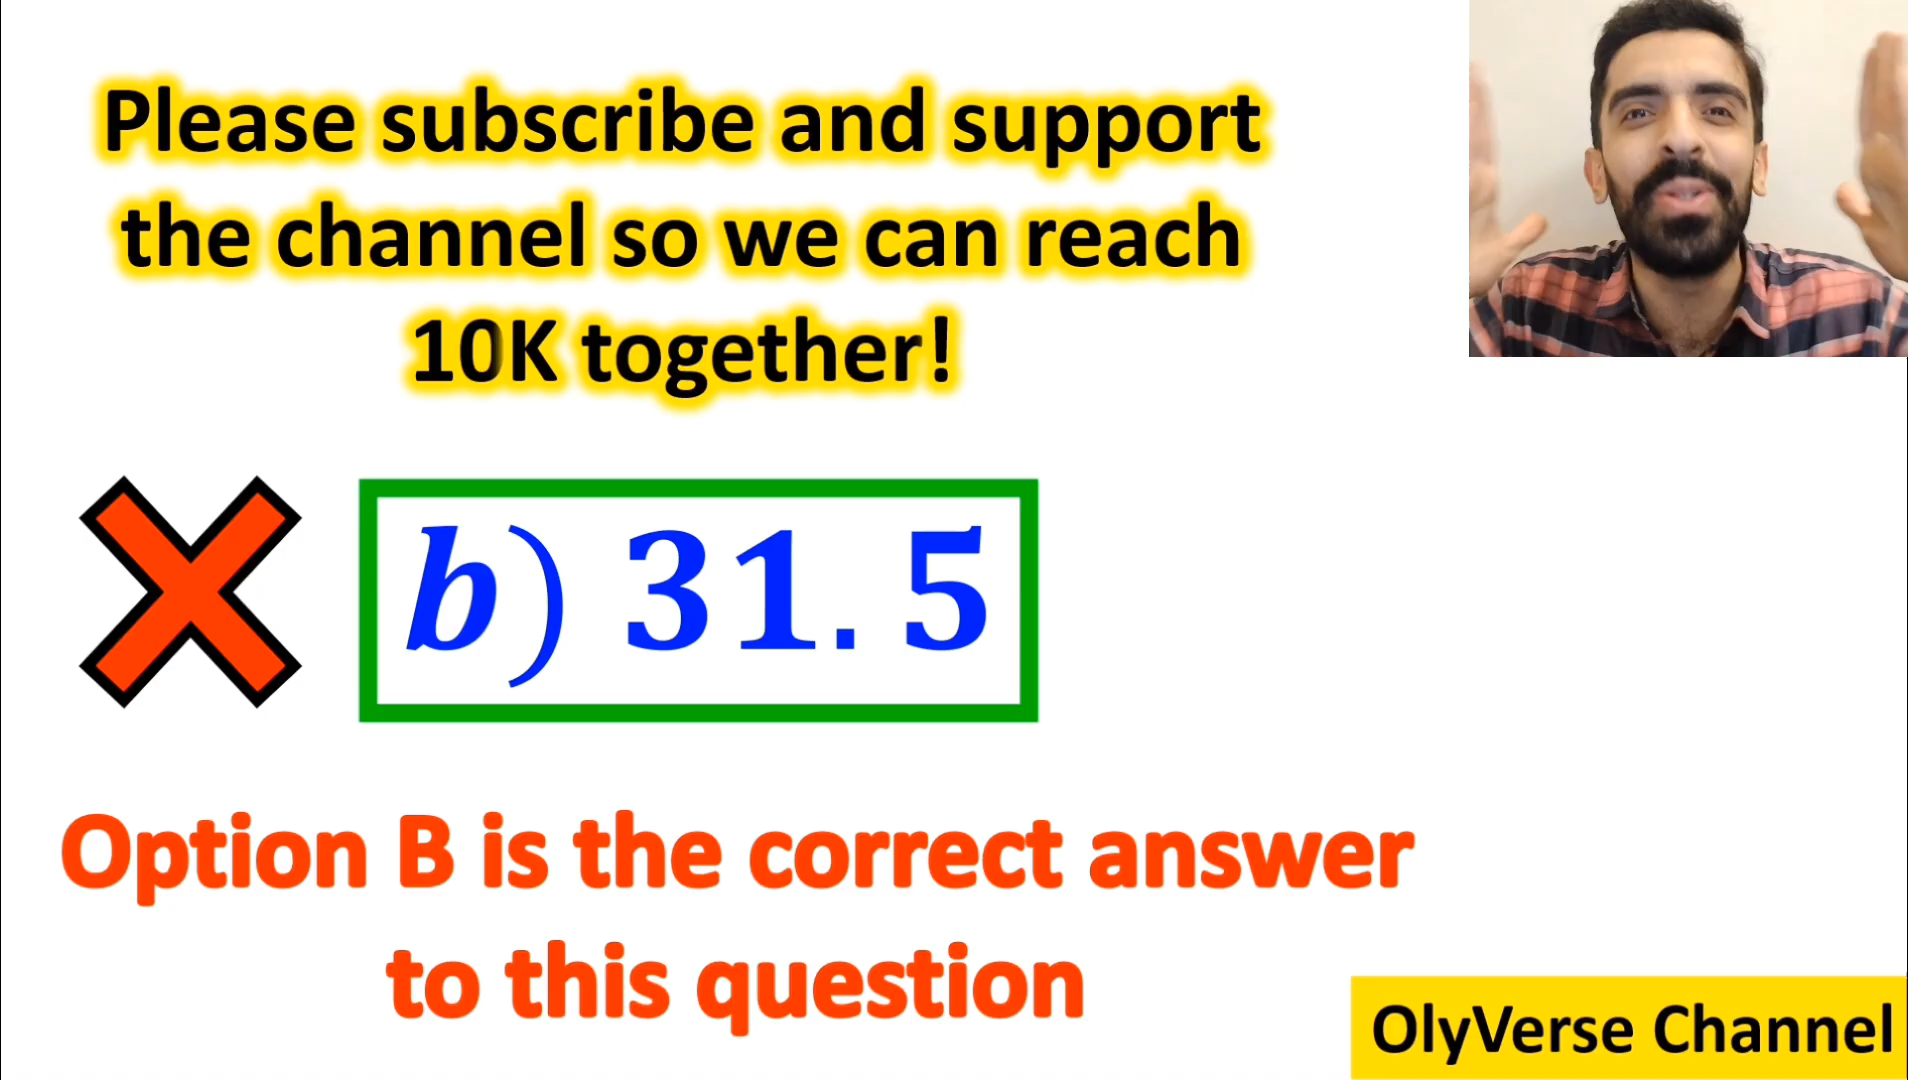 Please subscribe and support
the channel so we can reach
10K together!
b) 31.5
Option B is the correct answer
to this question
OlyVerse Channel